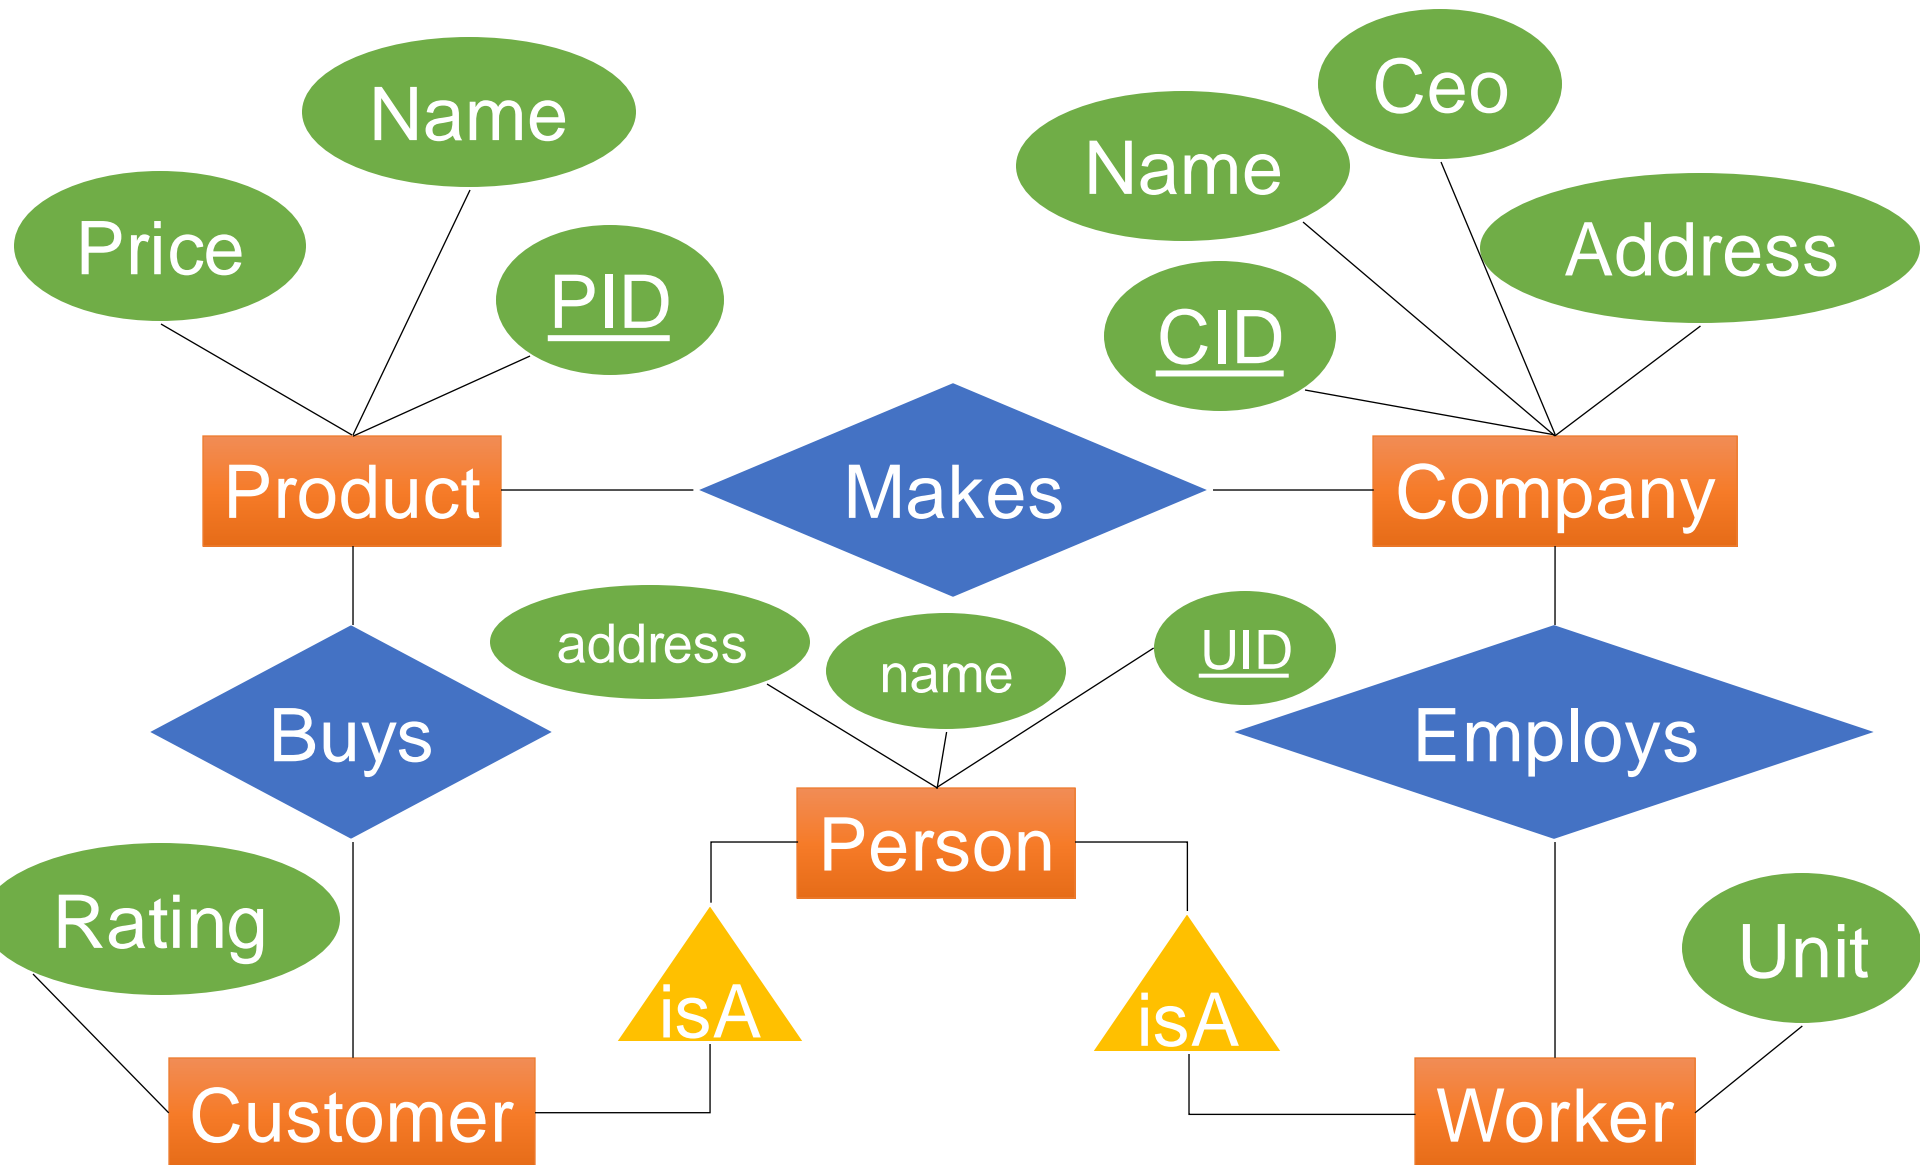 Ceo
Name
Name
Price
Address
PID
CID
Product
Makes
Company
address
name
UID
Buys
Employs
Person
Rating
Unit
isA
isA
Customer
Worker